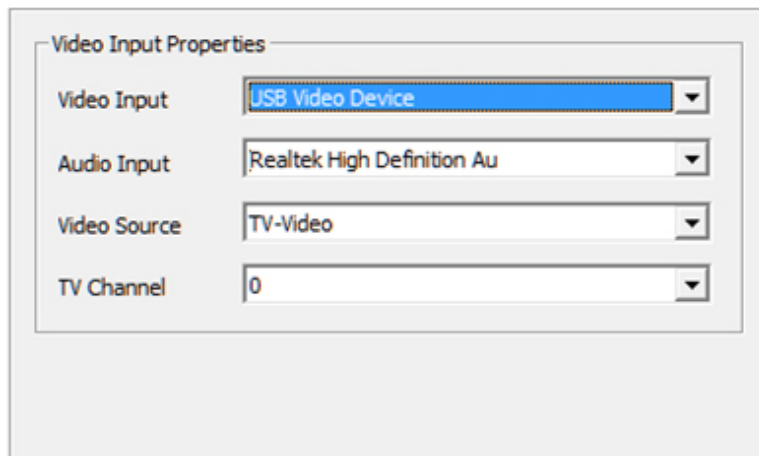 Video Input Properties
Video Input USB Video Device
Audio Input Realtek High Definition Au
Video Source TV-Video
TV Channel 0